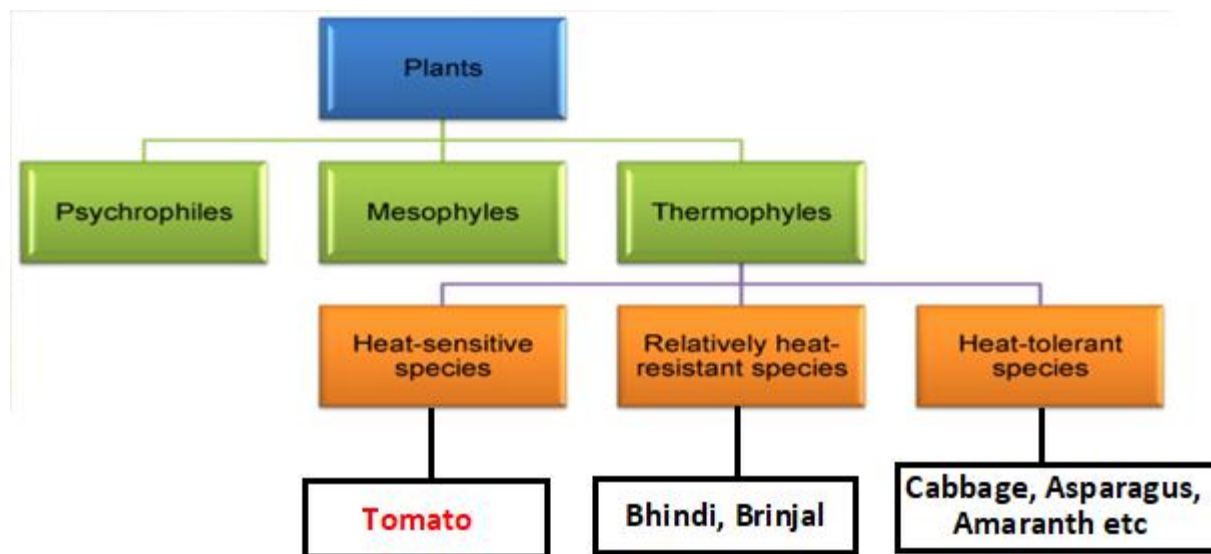 Plants
Psychrophiles
Mesophyles
Thermophyles
Heat-sensitive
species
Relatively heat-
resistant species
Heat-tolerant
species
Tomato
Bhindi, Brinjal
Cabbage, Asparagus,
Amaranth etc